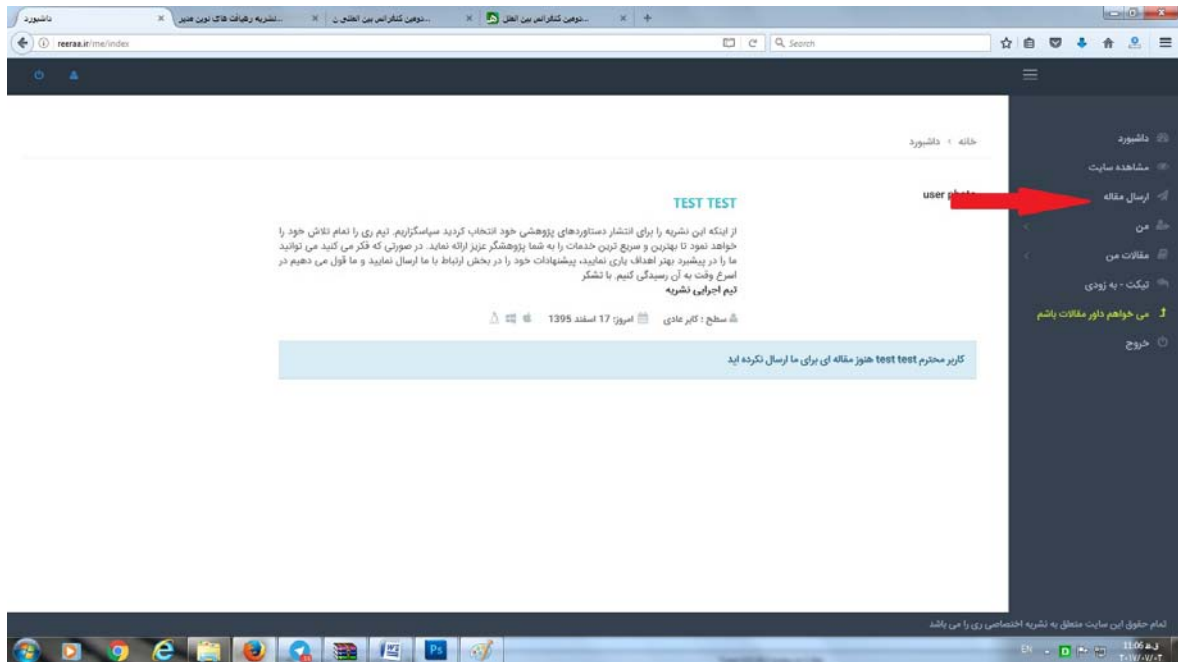 داشبورد
...نشریه رهیافت های نوین مدیر
...دومین کنفرانس بین المللی
...دومین کنفرانس بین الملل
reeraa.ir/me/index
Search
خانه › داشبورد
داشبورد
مشاهده سایت
ارسال مقاله
من
مقالات من
تیکت - به زودی
می خواهم داور مقالات باشم
خروج
user photo
TEST TEST
از اینکه این نشریه را برای انتشار دستاوردهای پژوهشی خود انتخاب کردید سپاسگزاریم. تیم ری را تمام تلاش خود را
خواهد نمود تا بهترین و سریع ترین خدمات را به شما پژوهشگر عزیز ارائه نماید. در صورتی که فکر می کنید می توانید
ما را در پیشبرد بهتر اهداف یاری نمایید، پیشنهادات خود را در بخش ارتباط با ما ارسال نمایید و ما قول می دهیم در
اسرع وقت به آن رسیدگی کنیم. با تشکر
تیم اجرایی نشریه
سطح : کابر عادی امروز: 17 اسفند 1395
کاربر محترم test test هنوز مقاله ای برای ما ارسال نکرده اید
تمام حقوق این سایت متعلق به نشریه اختصاصی ری را می باشد
Ps
EN
11:06 ق.ظ